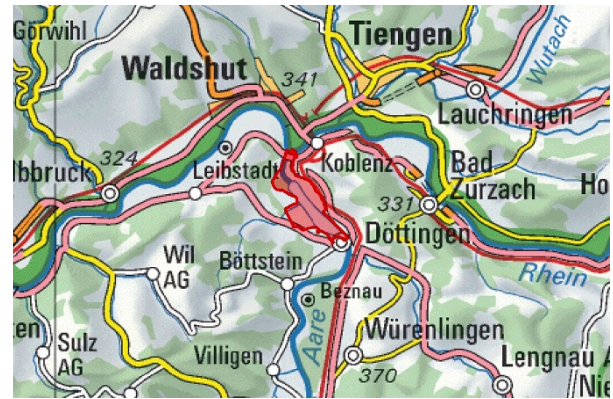 Görwihl
Tiengen
Wutach
Waldshut
341
Lauchringen
lbbruck
324
Leibstadt
Koblenz
Bad
Zurzach
Ho
331
Döttingen
Wil
AG
Böttstein
Rhein
Beznau
Aare
Würenlingen
ten
Sulz
AG
Villigen
370
Lengnau A
Nie